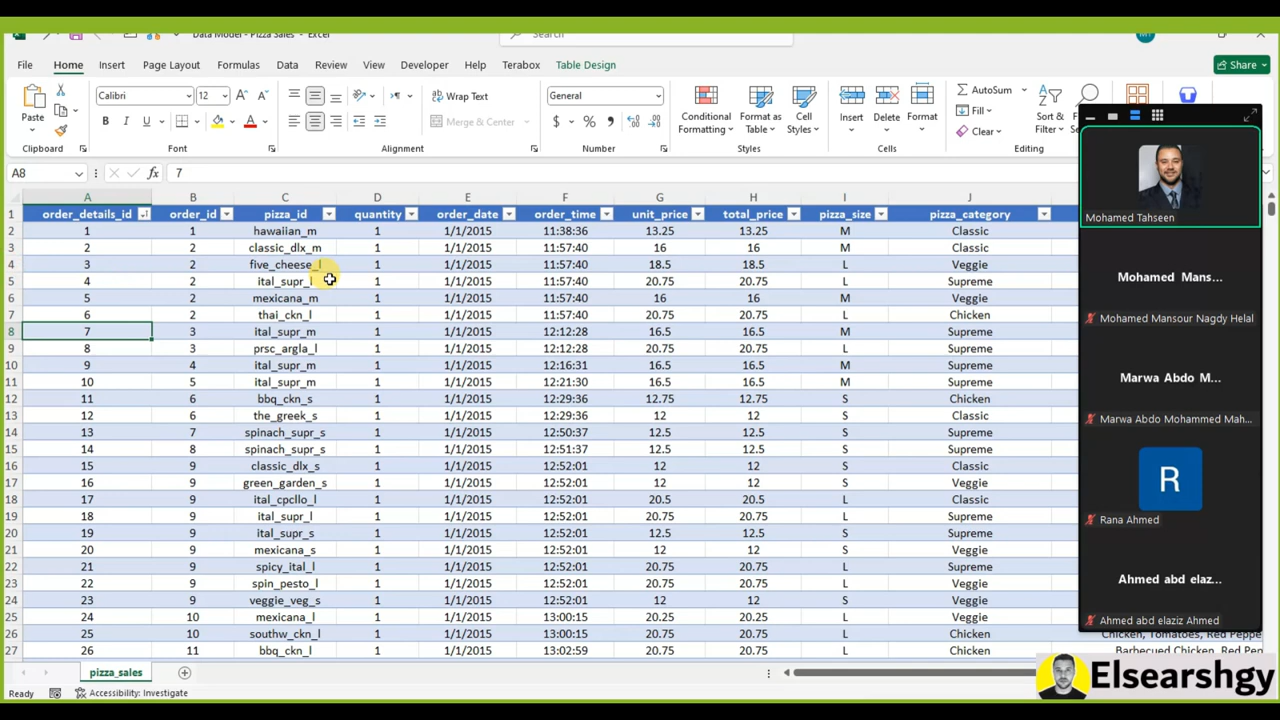 Data Model - Pizza Sales - Excel
Search
MT
File Home Insert Page Layout Formulas Data Review View Developer Help Terabox Table Design
Share
Paste
Calibri 12
B I U
Wrap Text
Merge & Center
General
$ % 9
Conditional Formatting
Format as Table
Cell Styles
Insert Delete Format
AutoSum
Fill
Clear
Sort & Filter
Clipboard Font Alignment Number Styles Cells Editing
A8 fx 7
A B C D E F G H I J
1 order_details_id order_id pizza_id quantity order_date order_time unit_price total_price pizza_size pizza_category
2 1 1 hawaiian_m 1 1/1/2015 11:38:36 13.25 13.25 M Classic
3 2 2 classic_dlx_m 1 1/1/2015 11:57:40 16 16 M Classic
4 3 2 five_cheese_l 1 1/1/2015 11:57:40 18.5 18.5 L Veggie
5 4 2 ital_supr_l 1 1/1/2015 11:57:40 20.75 20.75 L Supreme
6 5 2 mexicana_m 1 1/1/2015 11:57:40 16 16 M Veggie
7 6 2 thai_ckn_l 1 1/1/2015 11:57:40 20.75 20.75 L Chicken
8 7 3 ital_supr_m 1 1/1/2015 12:12:28 16.5 16.5 M Supreme
9 8 3 prsc_argla_l 1 1/1/2015 12:12:28 20.75 20.75 L Supreme
10 9 4 ital_supr_m 1 1/1/2015 12:16:31 16.5 16.5 M Supreme
11 10 5 ital_supr_m 1 1/1/2015 12:21:30 16.5 16.5 M Supreme
12 11 6 bbq_ckn_s 1 1/1/2015 12:29:36 12.75 12.75 S Chicken
13 12 6 the_greek_s 1 1/1/2015 12:29:36 12 12 S Classic
14 13 7 spinach_supr_s 1 1/1/2015 12:50:37 12.5 12.5 S Supreme
15 14 8 spinach_supr_s 1 1/1/2015 12:51:37 12.5 12.5 S Supreme
16 15 9 classic_dlx_s 1 1/1/2015 12:52:01 12 12 S Classic
17 16 9 green_garden_s 1 1/1/2015 12:52:01 12 12 S Veggie
18 17 9 ital_cpcllo_l 1 1/1/2015 12:52:01 20.5 20.5 L Classic
19 18 9 ital_supr_l 1 1/1/2015 12:52:01 20.75 20.75 L Supreme
20 19 9 ital_supr_s 1 1/1/2015 12:52:01 12.5 12.5 S Supreme
21 20 9 mexicana_s 1 1/1/2015 12:52:01 12 12 S Veggie
22 21 9 spicy_ital_l 1 1/1/2015 12:52:01 20.75 20.75 L Supreme
23 22 9 spin_pesto_l 1 1/1/2015 12:52:01 20.75 20.75 L Veggie
24 23 9 veggie_veg_s 1 1/1/2015 12:52:01 12 12 S Veggie
25 24 10 mexicana_l 1 1/1/2015 13:00:15 20.25 20.25 L Veggie
26 25 10 southw_ckn_l 1 1/1/2015 13:00:15 20.75 20.75 L Chicken Chicken, Tomatoes, Red Peppe
27 26 11 bbq_ckn_l 1 1/1/2015 13:02:59 20.75 20.75 L Chicken Barbecued Chicken, Red Pep
Mohamed Tahseen
Mohamed Mans...
Mohamed Mansour Nagdy Helal
Marwa Abdo M...
Marwa Abdo Mohammed Mah...
R
Rana Ahmed
Ahmed abd elaz...
Ahmed abd elaziz Ahmed
pizza_sales
Ready Accessibility: Investigate
Elsearshgy